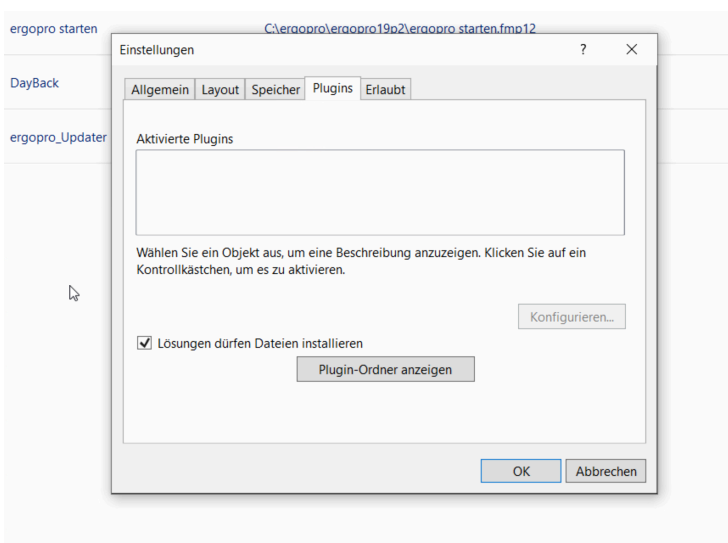 ergopro starten C:\ergopro\ergopro19p2\ergopro starten.fmp12
Einstellungen ? ×
DayBack
Allgemein Layout Speicher Plugins Erlaubt
ergopro_Updater
Aktivierte Plugins
Wählen Sie ein Objekt aus, um eine Beschreibung anzuzeigen. Klicken Sie auf ein
Kontrollkästchen, um es zu aktivieren.
Konfigurieren...
Lösungen dürfen Dateien installieren
Plugin-Ordner anzeigen
OK Abbrechen